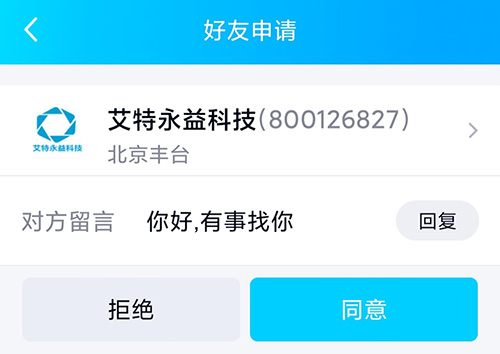 好友申请
艾特永益科技(800126827)
艾特永益科技
北京丰台
对方留言 你好,有事找你 回复
拒绝 同意